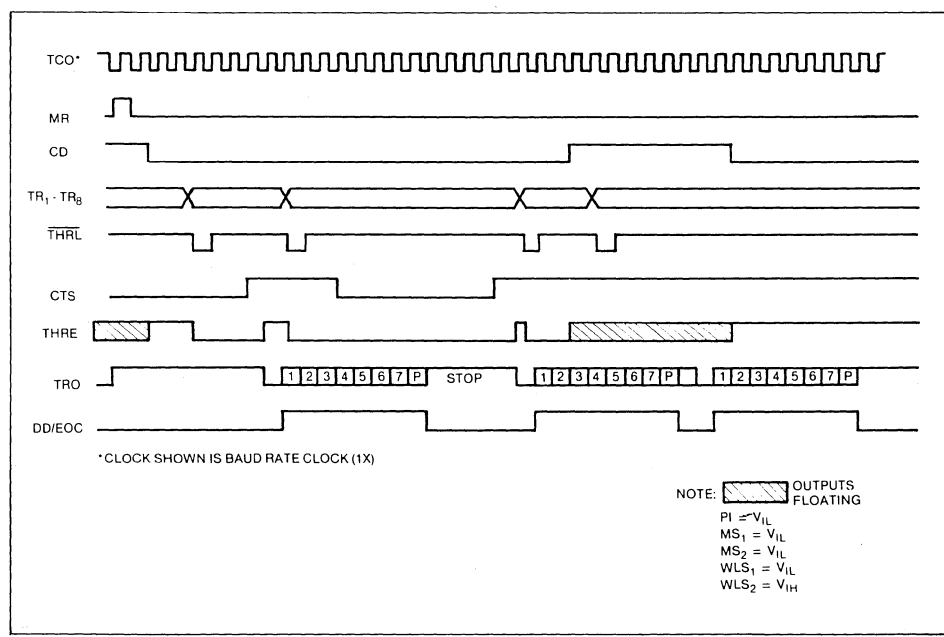 TCO*
MR
CD
TR1 - TR8
THRL
CTS
THRE
TRO
1 2 3 4 5 6 7 P STOP 1 2 3 4 5 6 7 P 1 2 3 4 5 6 7 P
DD/EOC
*CLOCK SHOWN IS BAUD RATE CLOCK (1X)
NOTE: OUTPUTS
FLOATING
PI = VIL
MS1 = VIL
MS2 = VIL
WLS1 = VIL
WLS2 = VIH